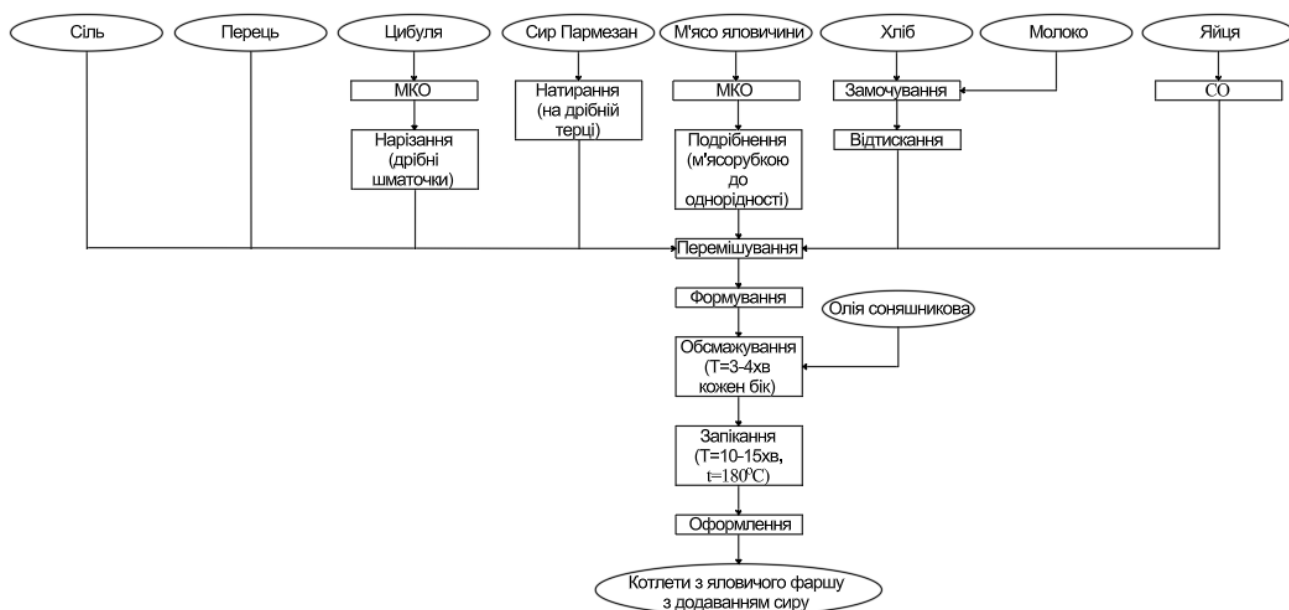 Сіль
Перець
Цибуля
Сир Пармезан
М'ясо яловичини
Хліб
Молоко
Яйця
МКО
Натирання
(на дрібній
терці)
МКО
Замочування
СО
Нарізання
(дрібні
шматочки)
Подрібнення
(м'ясорубкою
до
однорідності)
Відтискання
Перемішування
Формування
Олія соняшникова
Обсмажування
(Т=3-4хв
кожен бік)
Запікання
(Т=10-15хв,
t=180⁰C)
Оформлення
Котлети з яловичого фаршу
з додаванням сиру